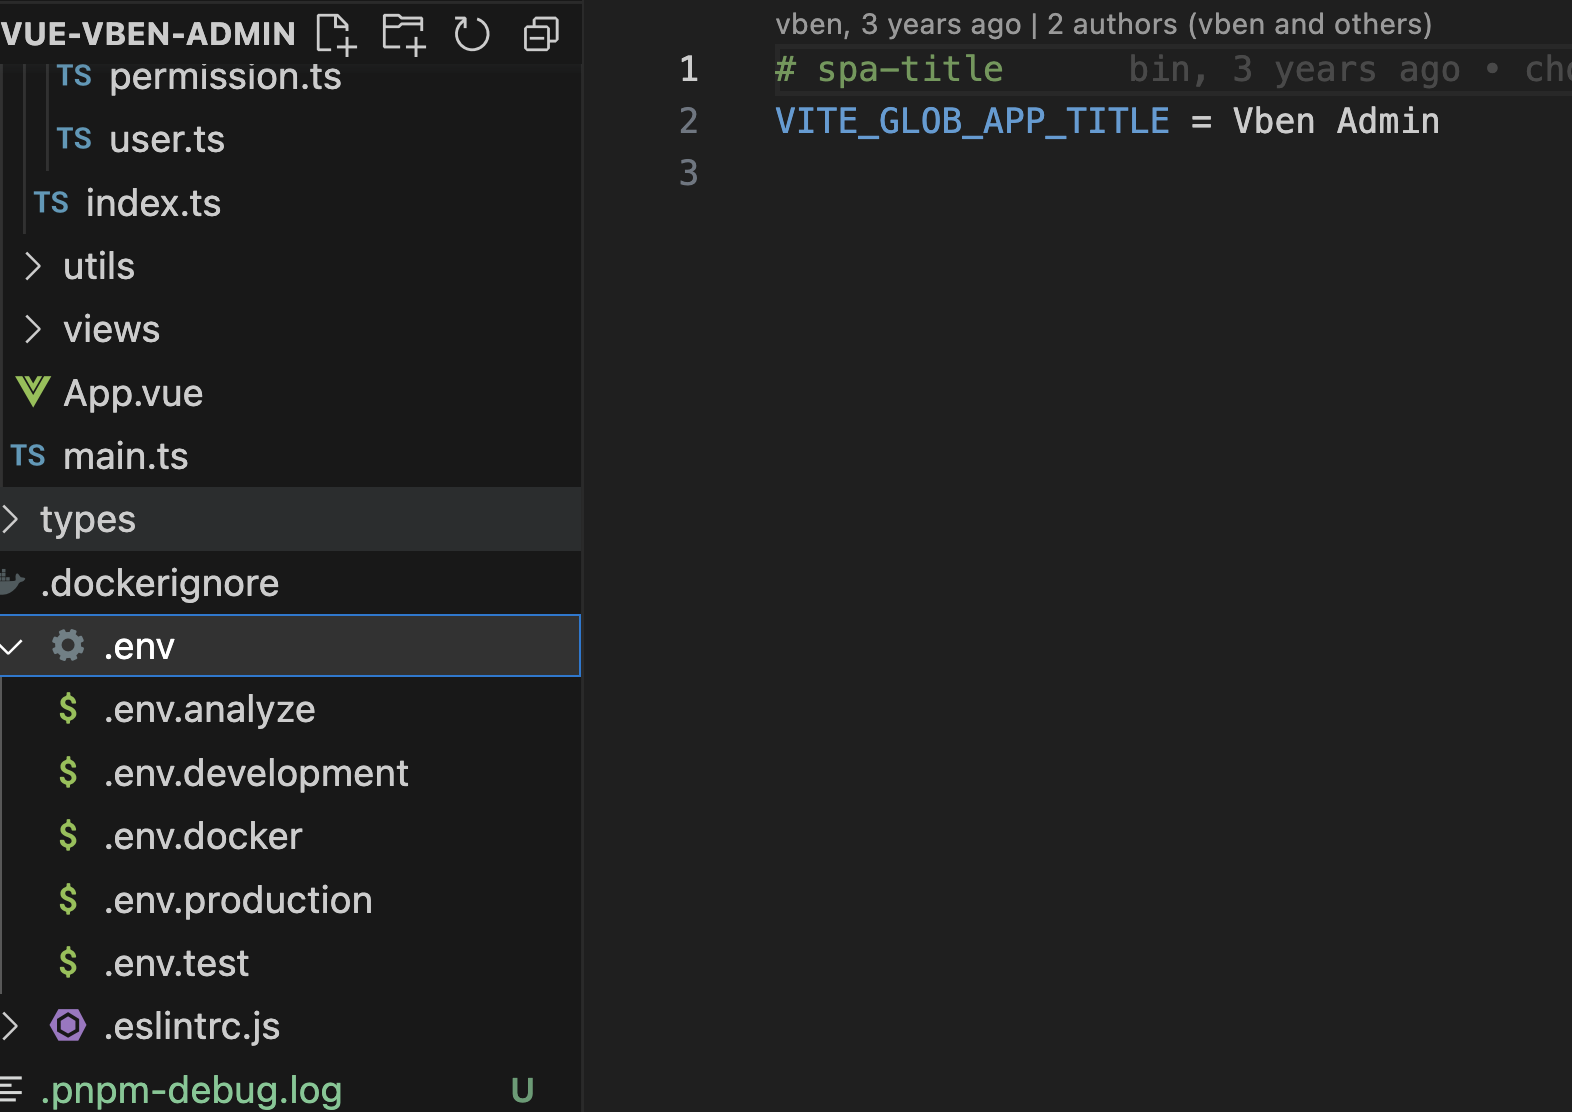 VUE-VBEN-ADMIN
TS permission.ts
TS user.ts
TS index.ts
utils
views
App.vue
TS main.ts
types
.dockerignore
.env
$ .env.analyze
$ .env.development
$ .env.docker
$ .env.production
$ .env.test
.eslintrc.js
.pnpm-debug.log U
vben, 3 years ago | 2 authors (vben and others)
1 # spa-title bin, 3 years ago •
2 VITE_GLOB_APP_TITLE = Vben Admin
3